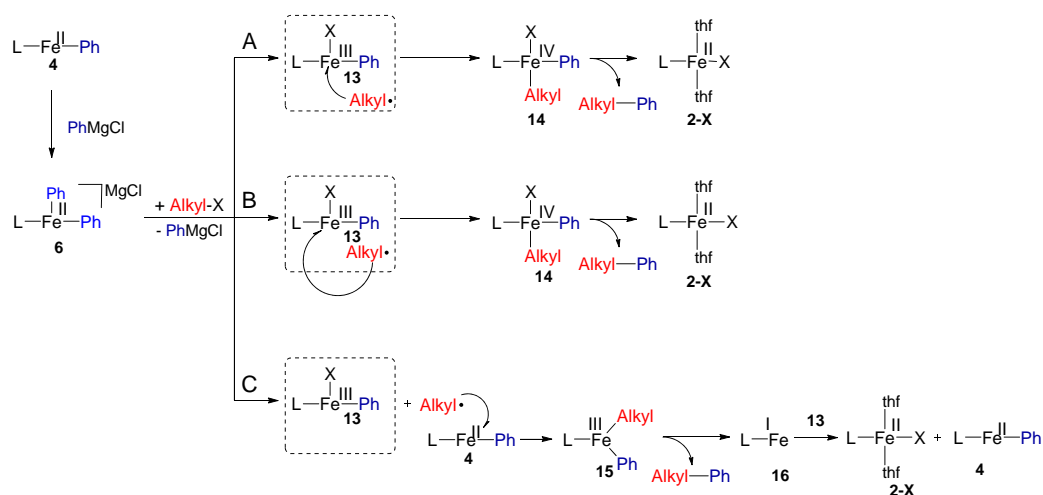 II
L—Fe—Ph
4
PhMgCl
Ph
MgCl
II
L—Fe—Ph
6
+ Alkyl-X
- PhMgCl
A
X
III
L—Fe—Ph
13
Alkyl•
X
IV
L—Fe—Ph
Alkyl
14
Alkyl—Ph
thf
II
L—Fe—X
thf
2-X
B
X
III
L—Fe—Ph
13
Alkyl•
X
IV
L—Fe—Ph
Alkyl
14
Alkyl—Ph
thf
II
L—Fe—X
thf
2-X
C
X
III
L—Fe—Ph
13
+ Alkyl•
II
L—Fe—Ph
4
III
Alkyl
L—Fe
Ph
15
Alkyl—Ph
I
L—Fe
16
13
thf
II
L—Fe—X
thf
2-X
+
II
L—Fe—Ph
4